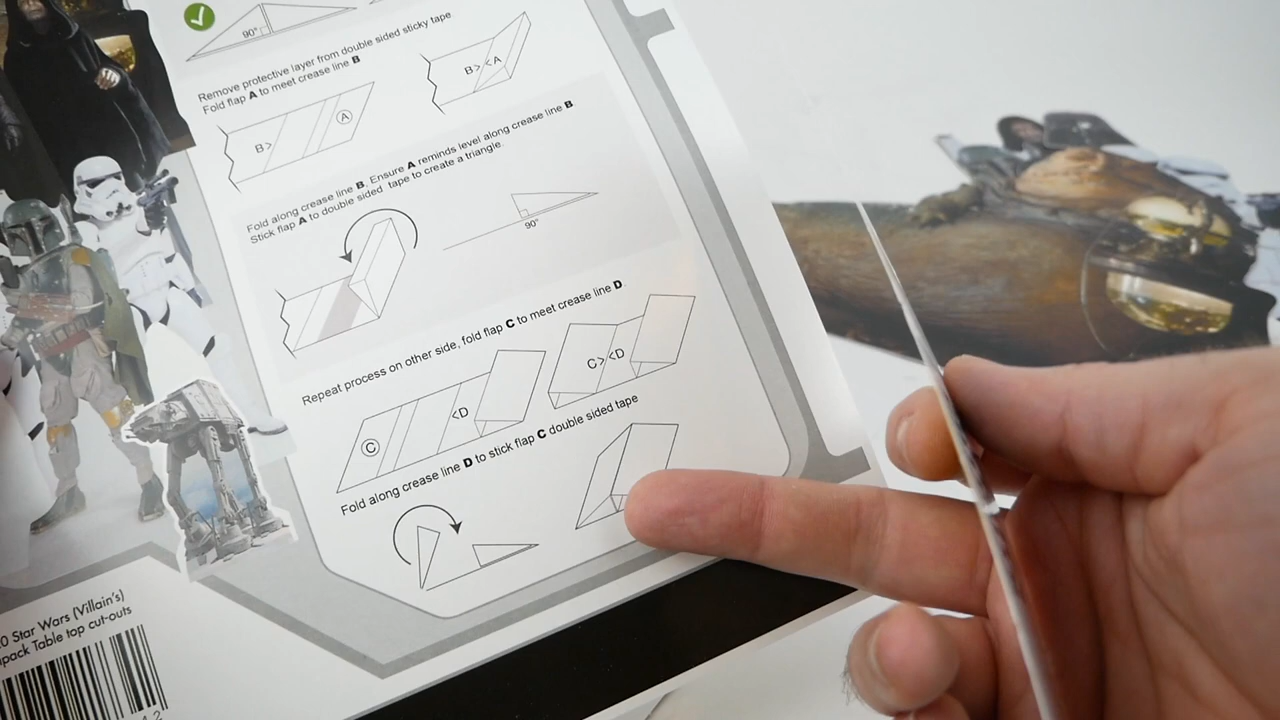 90°
Remove protective layer from double sided sticky tape
Fold flap A to meet crease line B
B> <A
B> A
Fold along crease line B. Ensure A reminds level along crease line B.
Stick flap A to double sided tape to create a triangle.
90°
Repeat process on other side, fold flap C to meet crease line D.
C> <D
C <D
Fold along crease line D to stick flap C double sided tape
0 Star Wars (Villain's)
pack Table top cut-outs